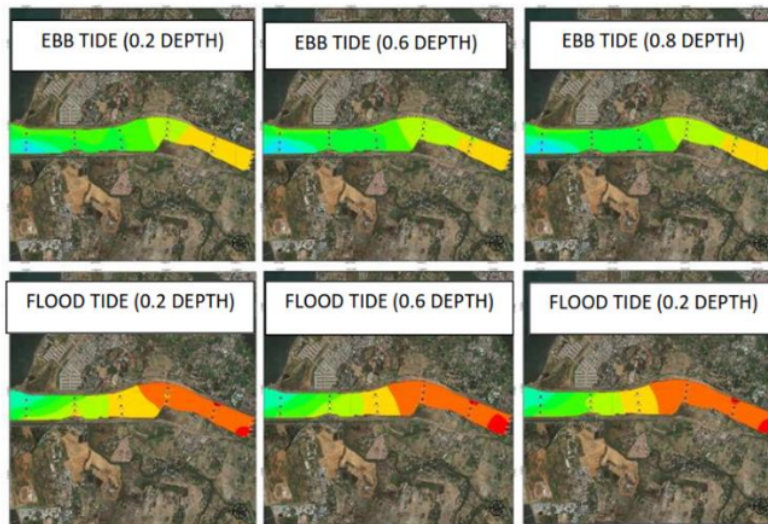 EBB TIDE (0.2 DEPTH)
EBB TIDE (0.6 DEPTH)
EBB TIDE (0.8 DEPTH)
FLOOD TIDE (0.2 DEPTH)
FLOOD TIDE (0.6 DEPTH)
FLOOD TIDE (0.2 DEPTH)